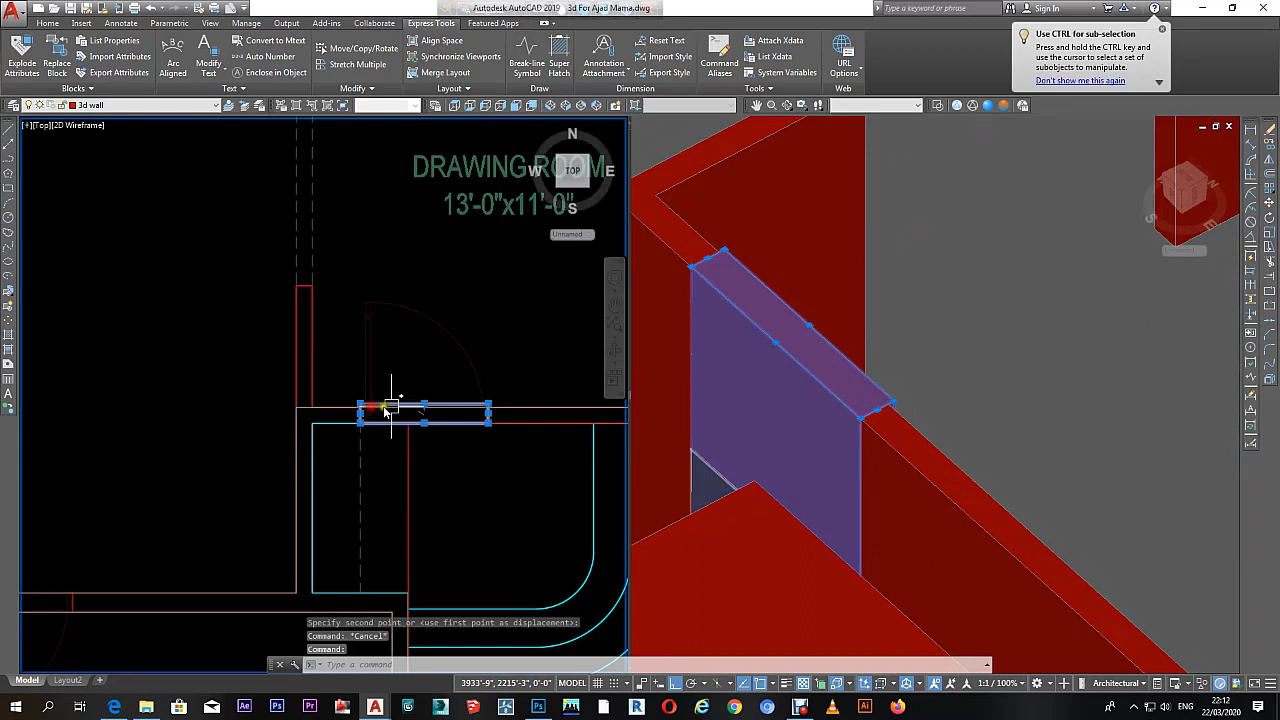 Autodesk AutoCAD 2019
3d For Ajad Mama.dwg
Type a keyword or phrase
Sign In
Home
Insert
Annotate
Parametric
View
Manage
Output
Add-ins
Collaborate
Express Tools
Featured Apps
Explode Attributes
Replace Block
List Properties
Import Attributes
Export Attributes
Blocks
Arc Aligned
Modify Text
Convert to Mtext
Auto Number
Enclose in Object
Text
Move/Copy/Rotate
Stretch Multiple
Modify
Align Space
Synchronize Viewports
Merge Layout
Layout
Break-line Symbol
Super Hatch
Draw
Annotation Attachment
Reset Text
Import Style
Export Style
Dimension
Command Aliases
Attach Xdata
List Xdata
System Variables
Tools
URL Options
Web
Use CTRL for sub-selection
Press and hold the CTRL key
and use the cursor to select a set of
subobjects to manipulate.
Don't show me this again
3d wall
[+][Top][2D Wireframe]
DRAWING ROOM
13'-0"x11'-0"
N
W
TOP
E
S
Unnamed
S
Unnamed
Specify second point or <use first point as displacement>:
Command: *Cancel*
Command:
Type a command
Model
Layout2
3933'-9", 2215'-3", 0'-0"
MODEL
1:1 / 100%
Architectural
ENG
22:12
22/03/2020